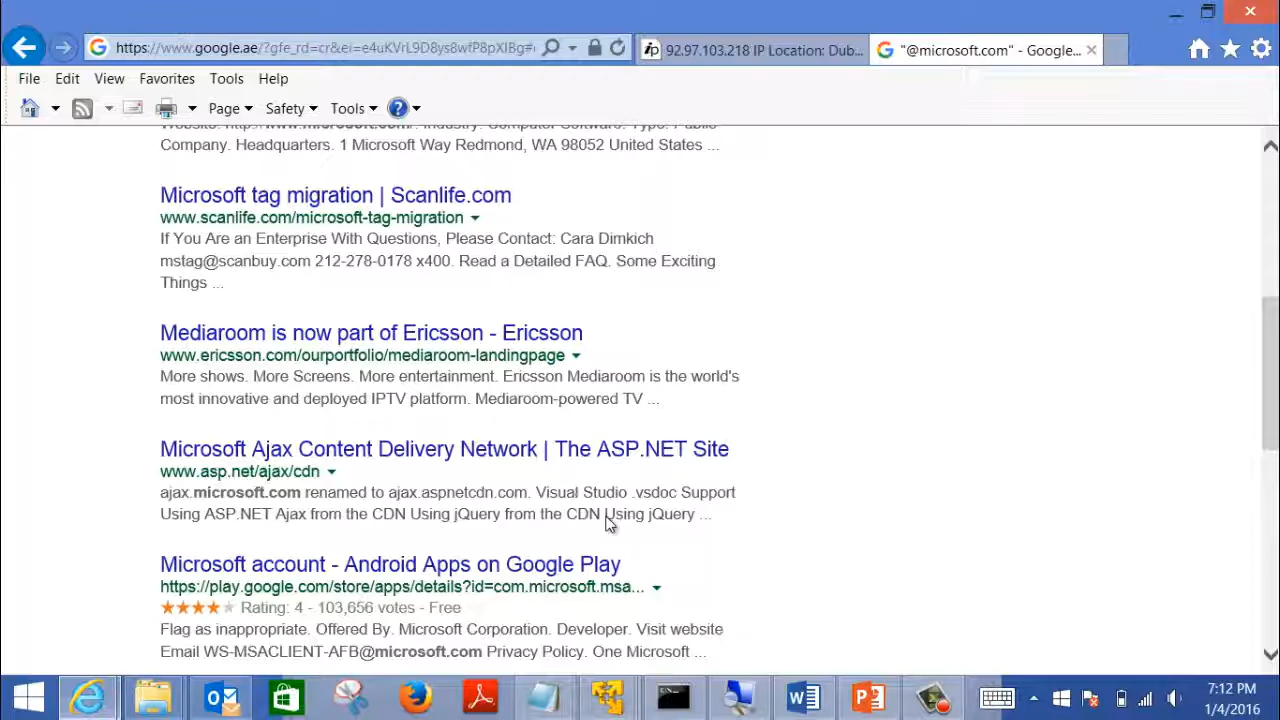 https://www.google.ae/?gfe_rd=cr&ei=e4uKVrL9D8ys8wfP8pXIBg#
92.97.103.218 IP Location: Dub...
"@microsoft.com" - Google...
File Edit View Favorites Tools Help
Page Safety Tools
Website: http://www.microsoft.com/. Industry: Computer Software. Type: Public
Company. Headquarters. 1 Microsoft Way Redmond, WA 98052 United States ...
Microsoft tag migration | Scanlife.com
www.scanlife.com/microsoft-tag-migration
If You Are an Enterprise With Questions, Please Contact: Cara Dimkich
mstag@scanbuy.com 212-278-0178 x400. Read a Detailed FAQ. Some Exciting
Things ...
Mediaroom is now part of Ericsson - Ericsson
www.ericsson.com/ourportfolio/mediaroom-landingpage
More shows. More Screens. More entertainment. Ericsson Mediaroom is the world's
most innovative and deployed IPTV platform. Mediaroom-powered TV ...
Microsoft Ajax Content Delivery Network | The ASP.NET Site
www.asp.net/ajax/cdn
ajax.microsoft.com renamed to ajax.aspnetcdn.com. Visual Studio .vsdoc Support
Using ASP.NET Ajax from the CDN Using jQuery from the CDN Using jQuery ...
Microsoft account - Android Apps on Google Play
https://play.google.com/store/apps/details?id=com.microsoft.msa...
Rating: 4 - 103,656 votes - Free
Flag as inappropriate. Offered By. Microsoft Corporation. Developer. Visit website
Email WS-MSACLIENT-AFB@microsoft.com Privacy Policy. One Microsoft ...
7:12 PM
1/4/2016